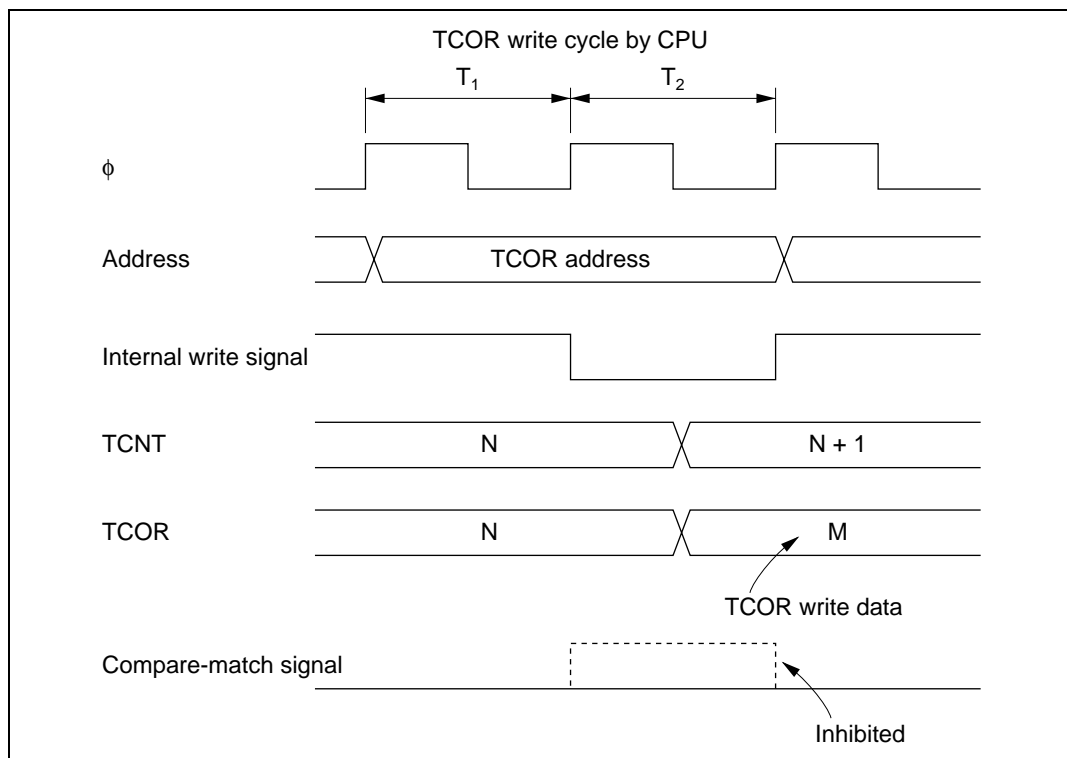 TCOR write cycle by CPU
T1 T2
ϕ
Address TCOR address
Internal write signal
TCNT N N + 1
TCOR N M
TCOR write data
Compare-match signal
Inhibited